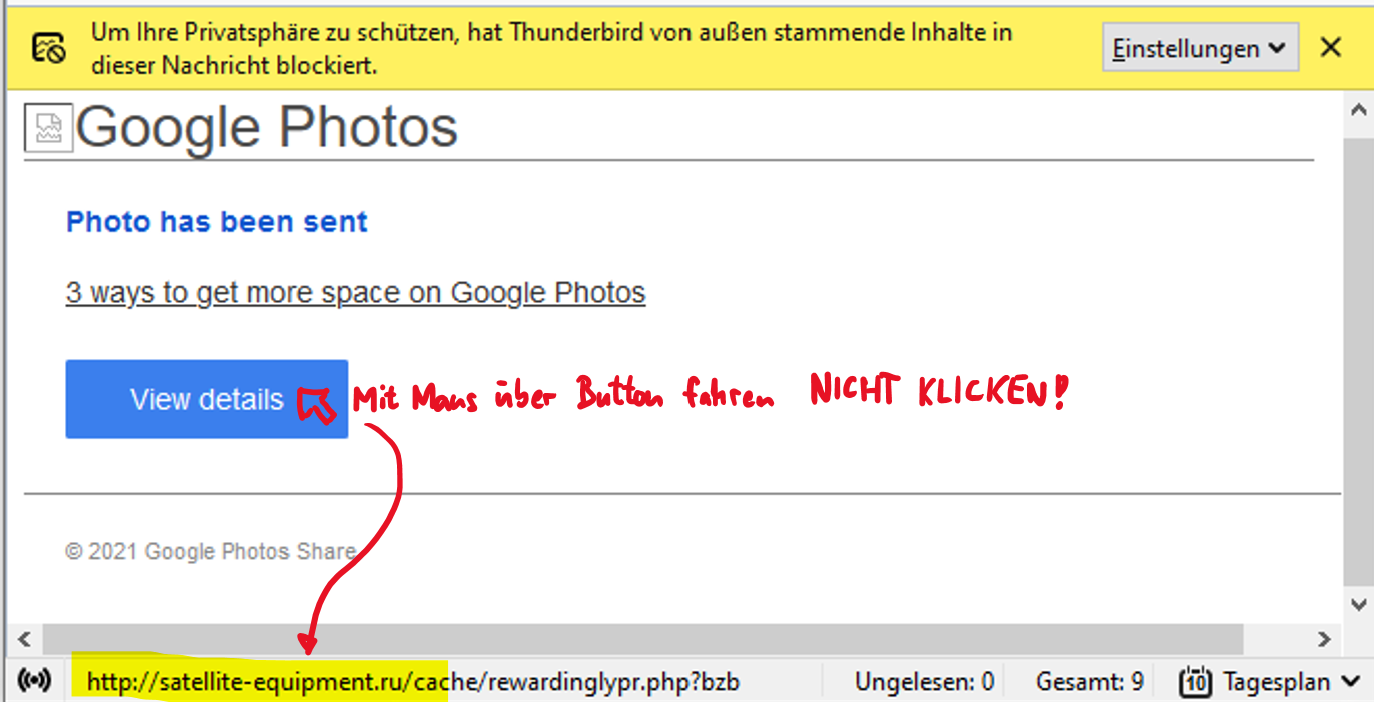 Um Ihre Privatsphäre zu schützen, hat Thunderbird von außen stammende Inhalte in
dieser Nachricht blockiert.
Einstellungen
Google Photos
Photo has been sent
3 ways to get more space on Google Photos
View details
Mit Maus über Button fahren NICHT KLICKEN!
© 2021 Google Photos Share
http://satellite-equipment.ru/cache/rewardinglypr.php?bzb
Ungelesen: 0
Gesamt: 9
10
Tagesplan